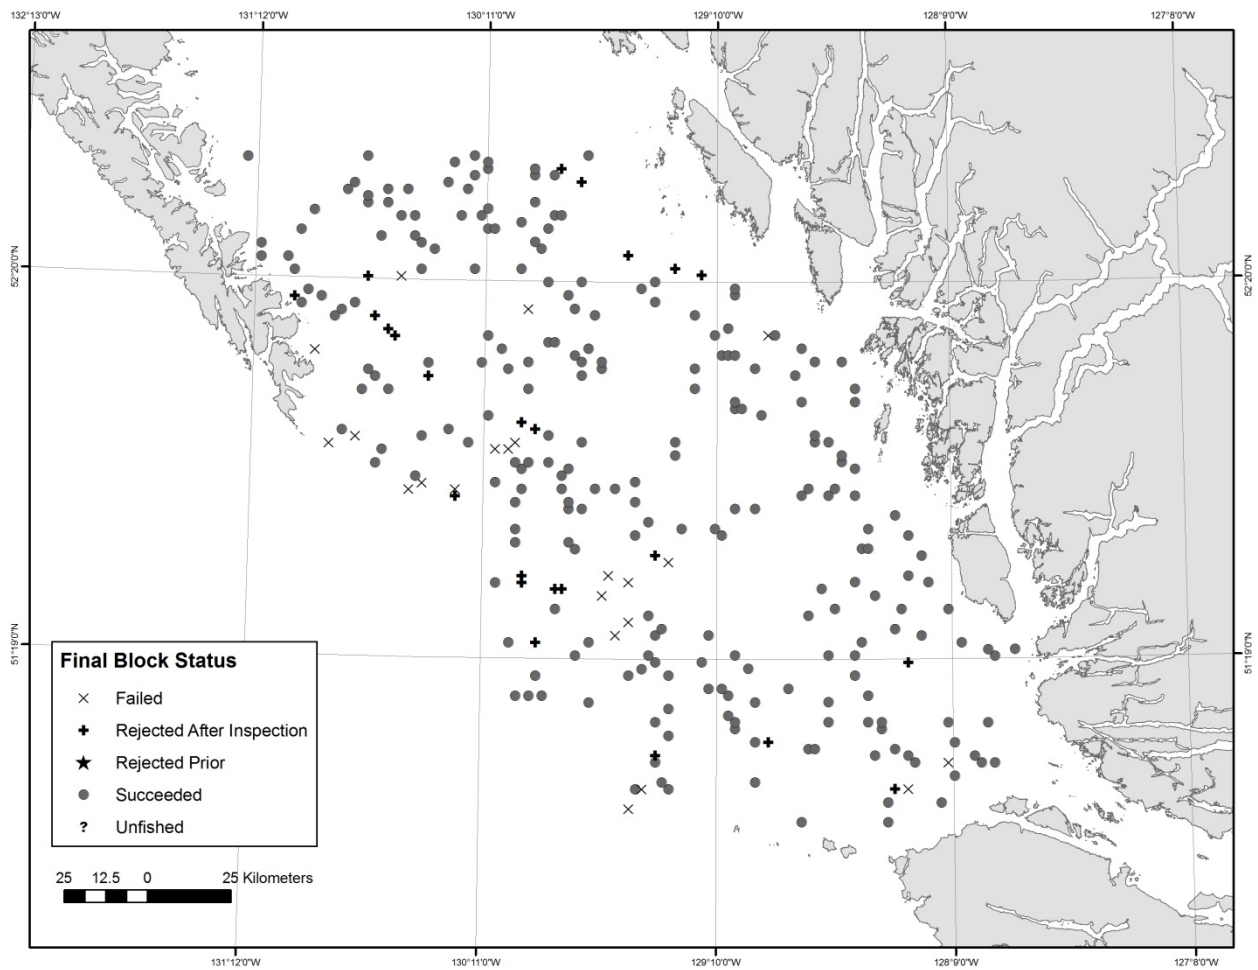 132°13'0"W 131°12'0"W 130°11'0"W 129°10'0"W 128°9'0"W 127°8'0"W
52°20'0"N 52°20'0"N
51°19'0"N 51°19'0"N
Final Block Status
Failed
Rejected After Inspection
Rejected Prior
Succeeded
? Unfished
25 12.5 0 25 Kilometers
131°12'0"W 130°11'0"W 129°10'0"W 128°9'0"W 127°8'0"W